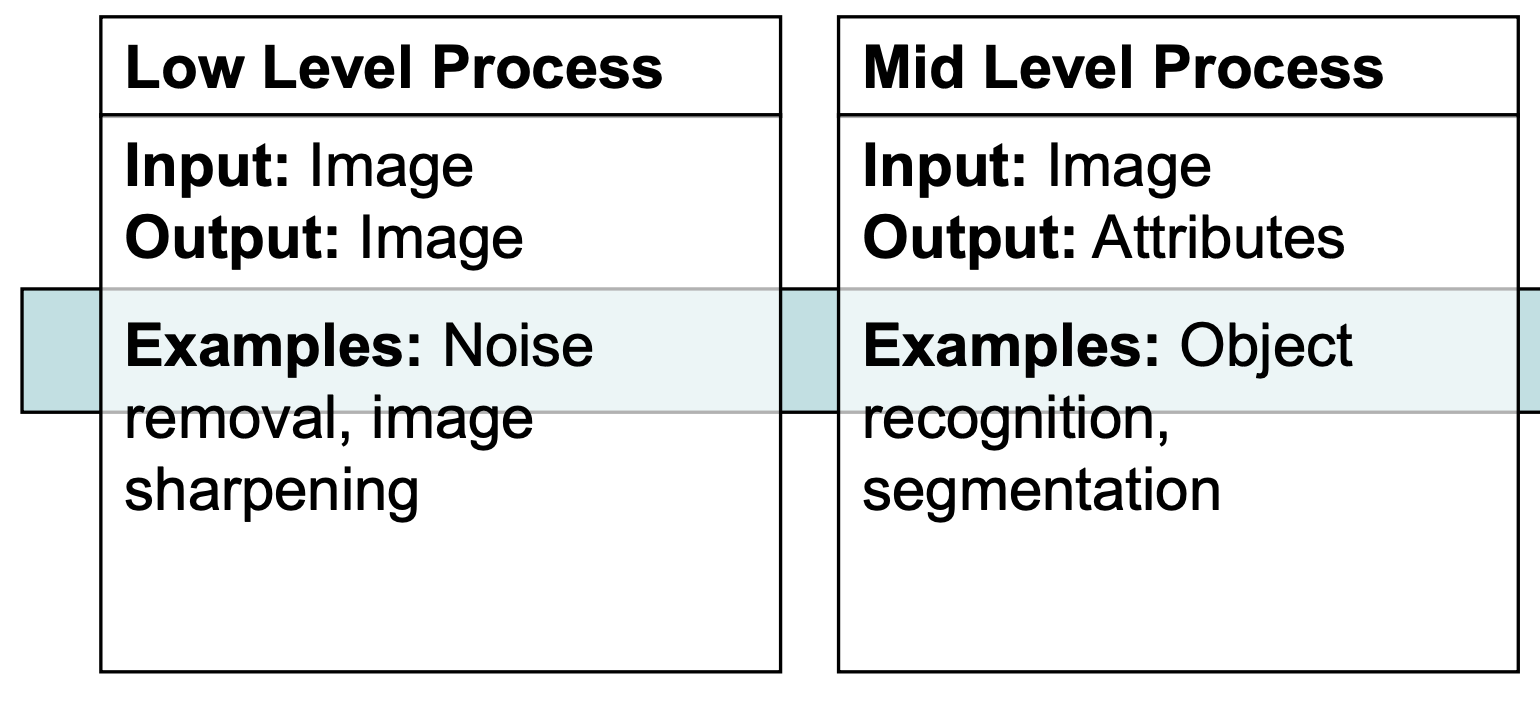 Low Level Process
Input: Image
Output: Image
Examples: Noise
removal, image
sharpening
Mid Level Process
Input: Image
Output: Attributes
Examples: Object
recognition,
segmentation